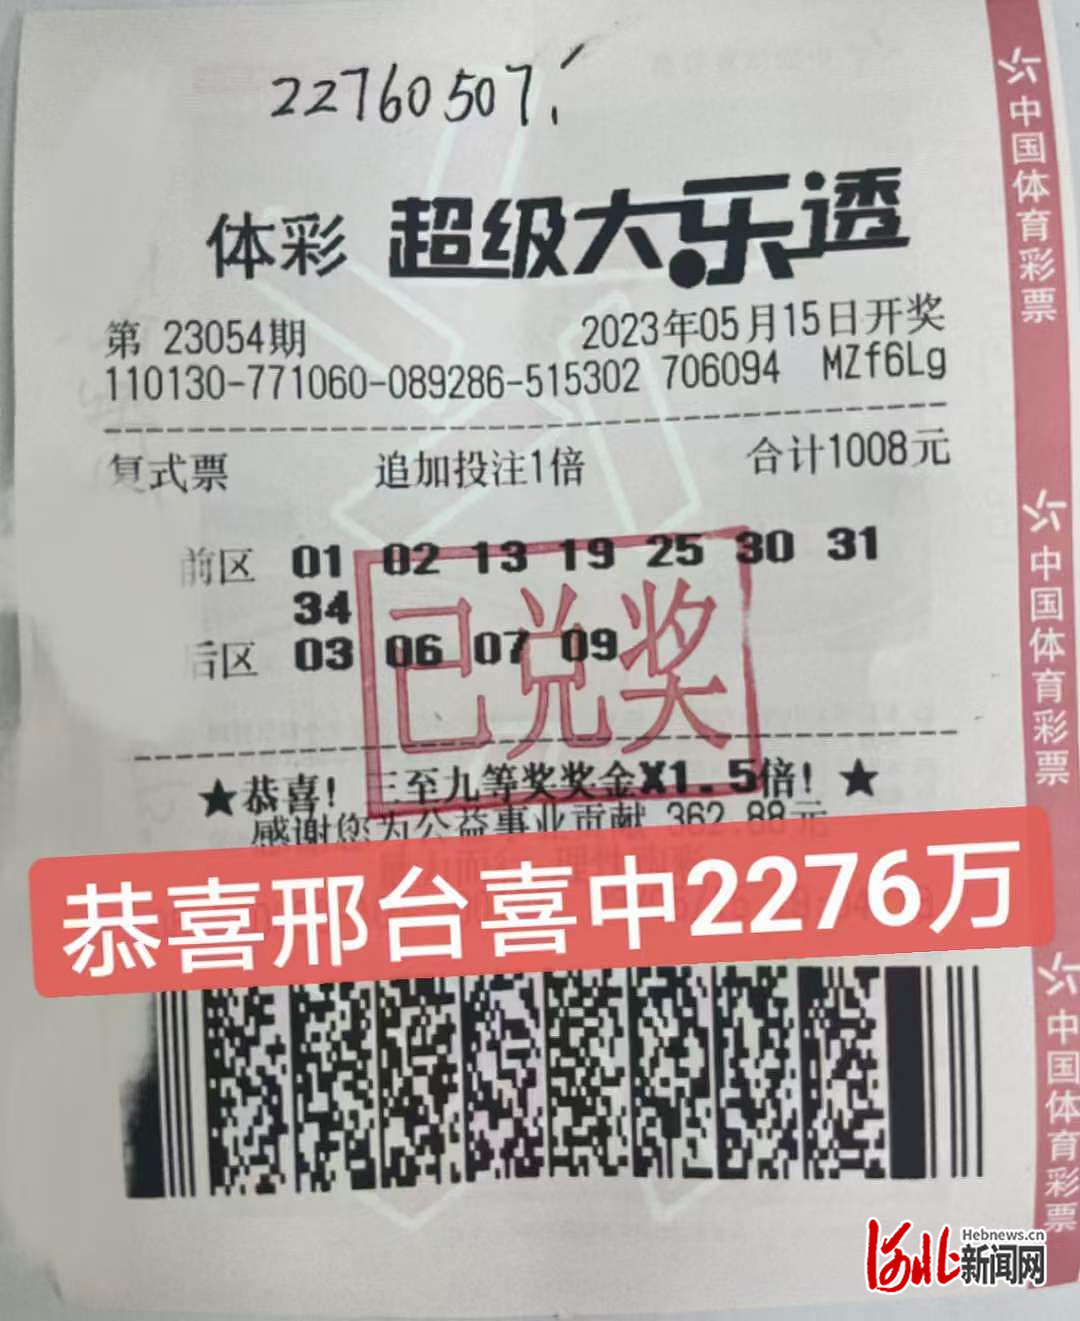 22760507.
体彩 超级大乐透
第 23054期 2023年05月15日开奖
110130-771060-089286-515302 706094 MZf6Lg
复式票 追加投注1倍 合计1008元
前区 01 02 13 19 25 30 31
34
后区 03 06 07 09
已兑奖
★恭喜! 三至九等奖奖金X1.5倍! ★
感谢您为公益事业贡献 362.88元
恭喜邢台喜中2276万
中国体育彩票
中国体育彩票
中国体育彩票
Hebnews.cn
河北新闻网